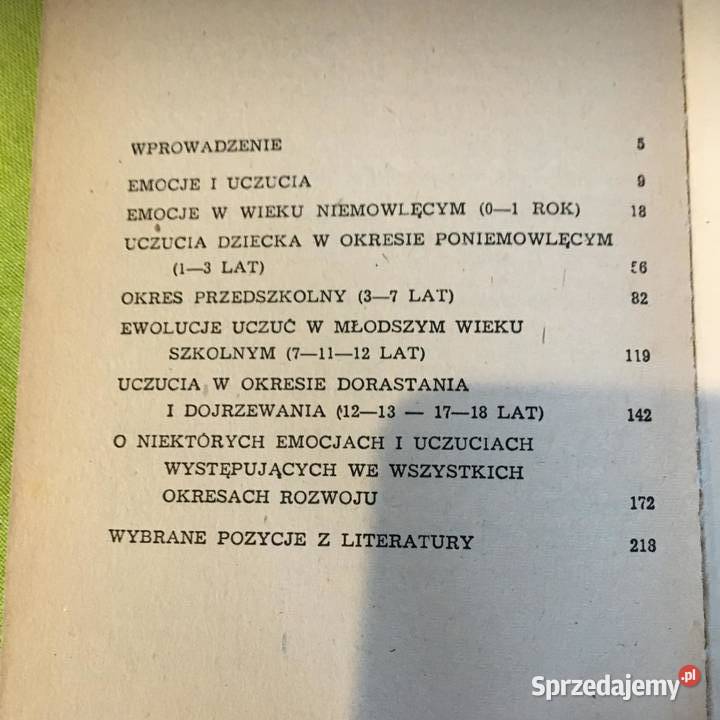 WPROWADZENIE 5
EMOCJE I UCZUCIA 9
EMOCJE W WIEKU NIEMOWLĘCYM (0—1 ROK) 18
UCZUCIA DZIECKA W OKRESIE PONIEMOWLĘCYM
(1—3 LAT) 56
OKRES PRZEDSZKOLNY (3—7 LAT) 82
EWOLUCJE UCZUĆ W MŁODSZYM WIEKU
SZKOLNYM (7—11—12 LAT) 119
UCZUCIA W OKRESIE DORASTANIA
I DOJRZEWANIA (12—13 — 17—18 LAT) 142
O NIEKTÓRYCH EMOCJACH I UCZUCIACH
WYSTĘPUJĄCYCH WE WSZYSTKICH
OKRESACH ROZWOJU 172
WYBRANE POZYCJE Z LITERATURY 218
Sprzedajemy.pl